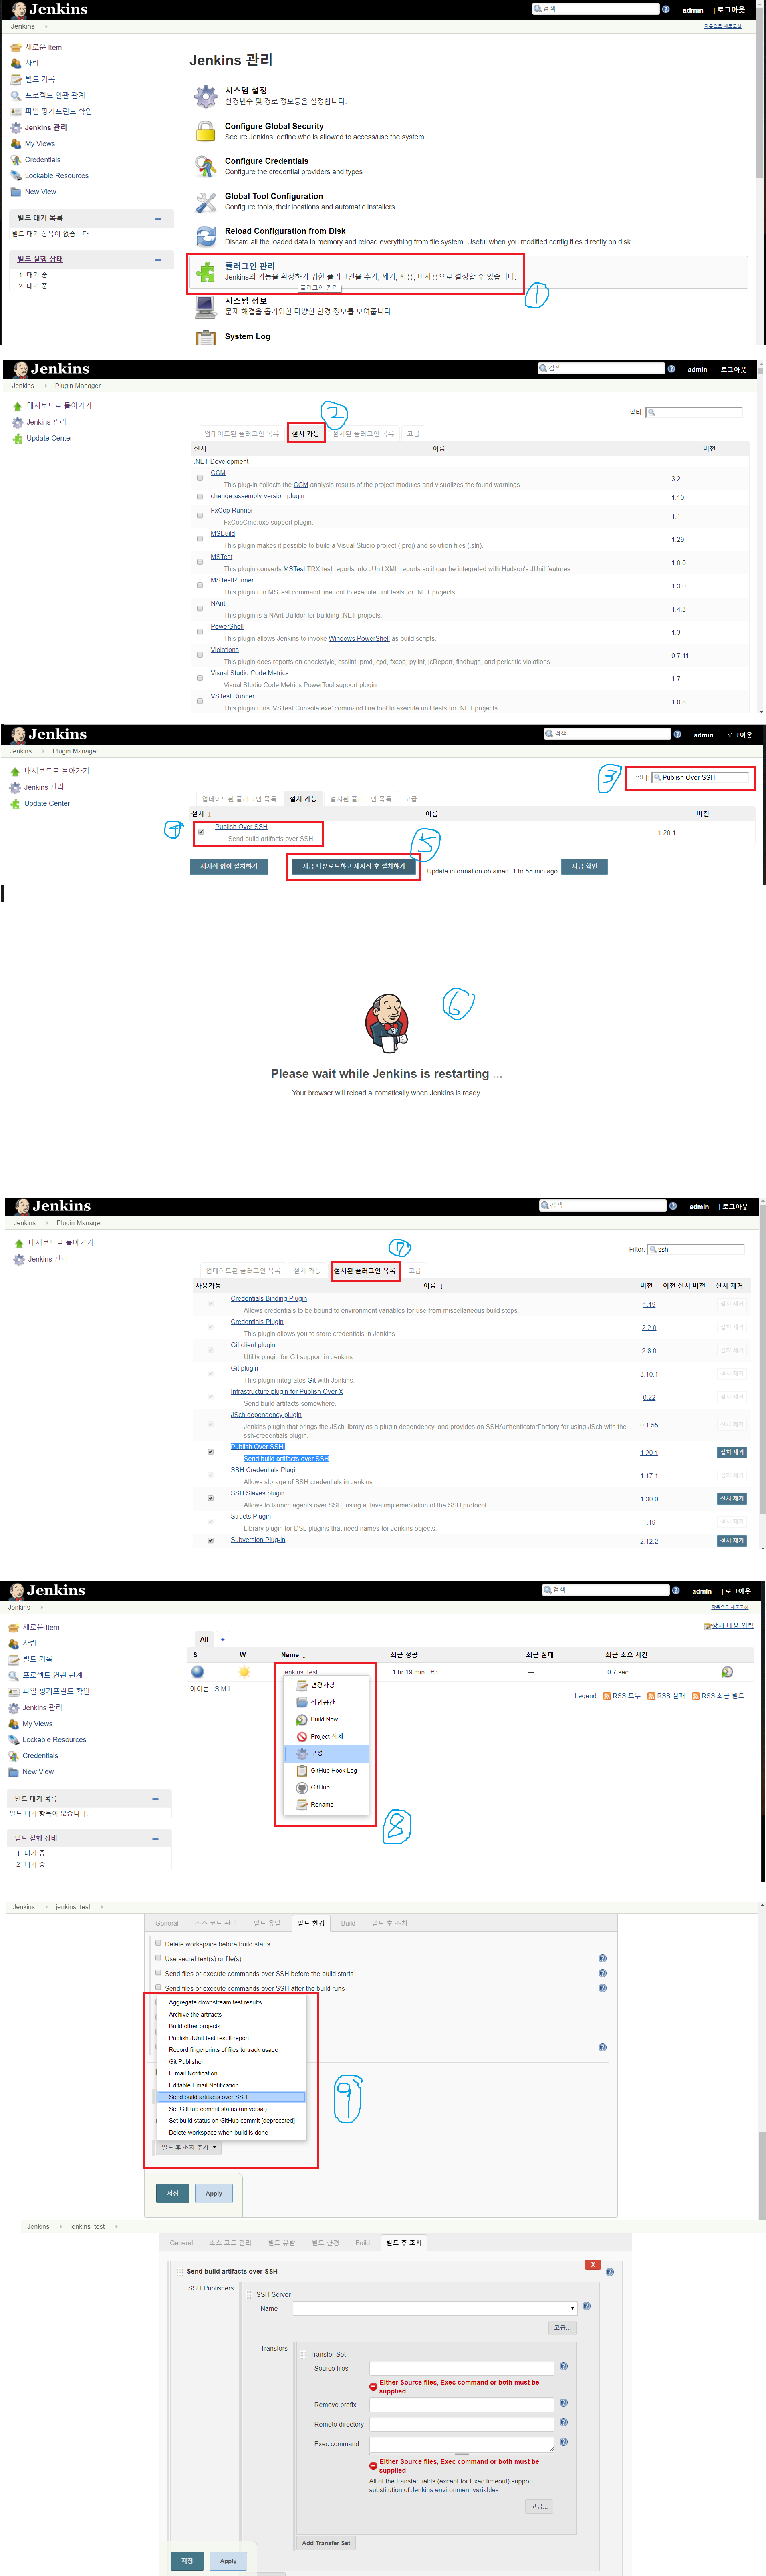 Jenkins
검색
admin
| 로그아웃
Jenkins
자동으로 새로고침
새로운 Item
사람
빌드 기록
프로젝트 연관 관계
파일 핑거프린트 확인
Jenkins 관리
My Views
Credentials
Lockable Resources
New View
빌드 대기 목록
빌드 대기 항목이 없습니다.
빌드 실행 상태
1 대기 중
2 대기 중
Jenkins 관리
시스템 설정
환경변수 및 경로 정보등을 설정합니다.
Configure Global Security
Secure Jenkins; define who is allowed to access/use the system.
Configure Credentials
Configure the credential providers and types
Global Tool Configuration
Configure tools, their locations and automatic installers.
Reload Configuration from Disk
Discard all the loaded data in memory and reload everything from file system. Useful when you modified config files directly on disk.
플러그인 관리
Jenkins의 기능을 확장하기 위한 플러그인을 추가, 제거, 사용, 미사용으로 설정할 수 있습니다.
플러그인 관리
1
시스템 정보
문제 해결을 돕기위한 다양한 환경 정보를 보여줍니다.
System Log
Jenkins
검색
admin
| 로그아웃
Jenkins
Plugin Manager
대시보드로 돌아가기
Jenkins 관리
Update Center
2
필터:
업데이트된 플러그인 목록
설치 가능
설치된 플러그인 목록
고급
설치
이름
버전
.NET Development
CCM
This plug-in collects the CCM analysis results of the project modules and visualizes the found warnings.
3.2
change-assembly-version-plugin
1.10
FxCop Runner
FxCopCmd.exe support plugin.
1.1
MSBuild
This plugin makes it possible to build a Visual Studio project (.proj) and solution files (.sln).
1.29
MSTest
This plugin converts MSTest TRX test reports into JUnit XML reports so it can be integrated with Hudson's JUnit features.
1.0.0
MSTestRunner
This plugin run MSTest command line tool to execute unit tests for .NET projects
1.3.0
NAnt
This plugin is a NAnt Builder for building .NET projects.
1.4.3
PowerShell
This plugin allows Jenkins to invoke Windows PowerShell as build scripts.
1.3
Violations
This plugin does reports on checkstyle, csslint, pmd, cpd, fxcop, pylint, jcReport, findbugs, and perlcritic violations.
0.7.11
Visual Studio Code Metrics
Visual Studio Code Metrics PowerTool support plugin.
1.7
VSTest Runner
This plugin runs 'VSTest.Console.exe' command line tool to execute unit tests for .NET projects.
1.0.8
Jenkins
검색
admin
| 로그아웃
Jenkins
Plugin Manager
대시보드로 돌아가기
Jenkins 관리
Update Center
3
필터:
Publish Over SSH
업데이트된 플러그인 목록
설치 가능
설치된 플러그인 목록
고급
설치 ↓
이름
버전
4
Publish Over SSH
Send build artifacts over SSH
1.20.1
5
재시작 없이 설치하기
지금 다운로드하고 재시작 후 설치하기
Update information obtained: 1 hr 55 min ago
지금 확인
6
Please wait while Jenkins is restarting ...
Your browser will reload automatically when Jenkins is ready.
Jenkins
검색
admin
| 로그아웃
Jenkins
Plugin Manager
대시보드로 돌아가기
Jenkins 관리
7
Filter:
ssh
업데이트된 플러그인 목록
설치 가능
설치된 플러그인 목록
고급
사용가능
이름 ↓
버전
이전 설치 버전
설치 제거
Credentials Binding Plugin
Allows credentials to be bound to environment variables for use from miscellaneous build steps.
1.19
설치 제거
Credentials Plugin
This plugin allows you to store credentials in Jenkins.
2.2.0
설치 제거
Git client plugin
Utility plugin for Git support in Jenkins
2.8.0
설치 제거
Git plugin
This plugin integrates Git with Jenkins.
3.10.1
설치 제거
Infrastructure plugin for Publish Over X
Send build artifacts somewhere.
0.22
설치 제거
JSch dependency plugin
Jenkins plugin that brings the JSch library as a plugin dependency, and provides an SSHAuthenticatorFactory for using JSch with the
ssh-credentials plugin.
0.1.55
설치 제거
Publish Over SSH
Send build artifacts over SSH
1.20.1
설치 제거
SSH Credentials Plugin
Allows storage of SSH credentials in Jenkins
1.17.1
설치 제거
SSH Slaves plugin
Allows to launch agents over SSH, using a Java implementation of the SSH protocol.
1.30.0
설치 제거
Structs Plugin
Library plugin for DSL plugins that need names for Jenkins objects.
1.19
설치 제거
Subversion Plug-in
2.12.2
설치 제거
Jenkins
검색
admin
| 로그아웃
Jenkins
자동으로 새로고침
새로운 Item
사람
빌드 기록
프로젝트 연관 관계
파일 핑거프린트 확인
Jenkins 관리
My Views
Lockable Resources
Credentials
New View
빌드 대기 목록
빌드 대기 항목이 없습니다.
빌드 실행 상태
1 대기 중
2 대기 중
상세 내용 입력
All
+
S
W
Name ↓
최근 성공
최근 실패
최근 소요 시간
jenkins_test
1 hr 19 min - #3
—
0.7 sec
아이콘: S M L
Legend
RSS 모두
RSS 실패
RSS 최근 빌드
변경사항
작업공간
Build Now
Project 삭제
구성
GitHub Hook Log
GitHub
Rename
8
Jenkins
jenkins_test
General
소스 코드 관리
빌드 유발
빌드 환경
Build
빌드 후 조치
Delete workspace before build starts
Use secret text(s) or file(s)
Send files or execute commands over SSH before the build starts
Send files or execute commands over SSH after the build runs
Aggregate downstream test results
Archive the artifacts
Build other projects
Publish JUnit test result report
Record fingerprints of files to track usage
Git Publisher
E-mail Notification
Editable Email Notification
Send build artifacts over SSH
Set GitHub commit status (universal)
Set build status on GitHub commit [deprecated]
Delete workspace when build is done
빌드 후 조치 추가
9
저장
Apply
Jenkins
jenkins_test
General
소스 코드 관리
빌드 유발
빌드 환경
Build
빌드 후 조치
Send build artifacts over SSH
X
SSH Publishers
SSH Server
Name
고급...
Transfers
Transfer Set
Source files
Either Source files, Exec command or both must be
supplied
Remove prefix
Remote directory
Exec command
Either Source files, Exec command or both must be
supplied
All of the transfer fields (except for Exec timeout) support
substitution of Jenkins environment variables
고급...
Add Transfer Set
저장
Apply